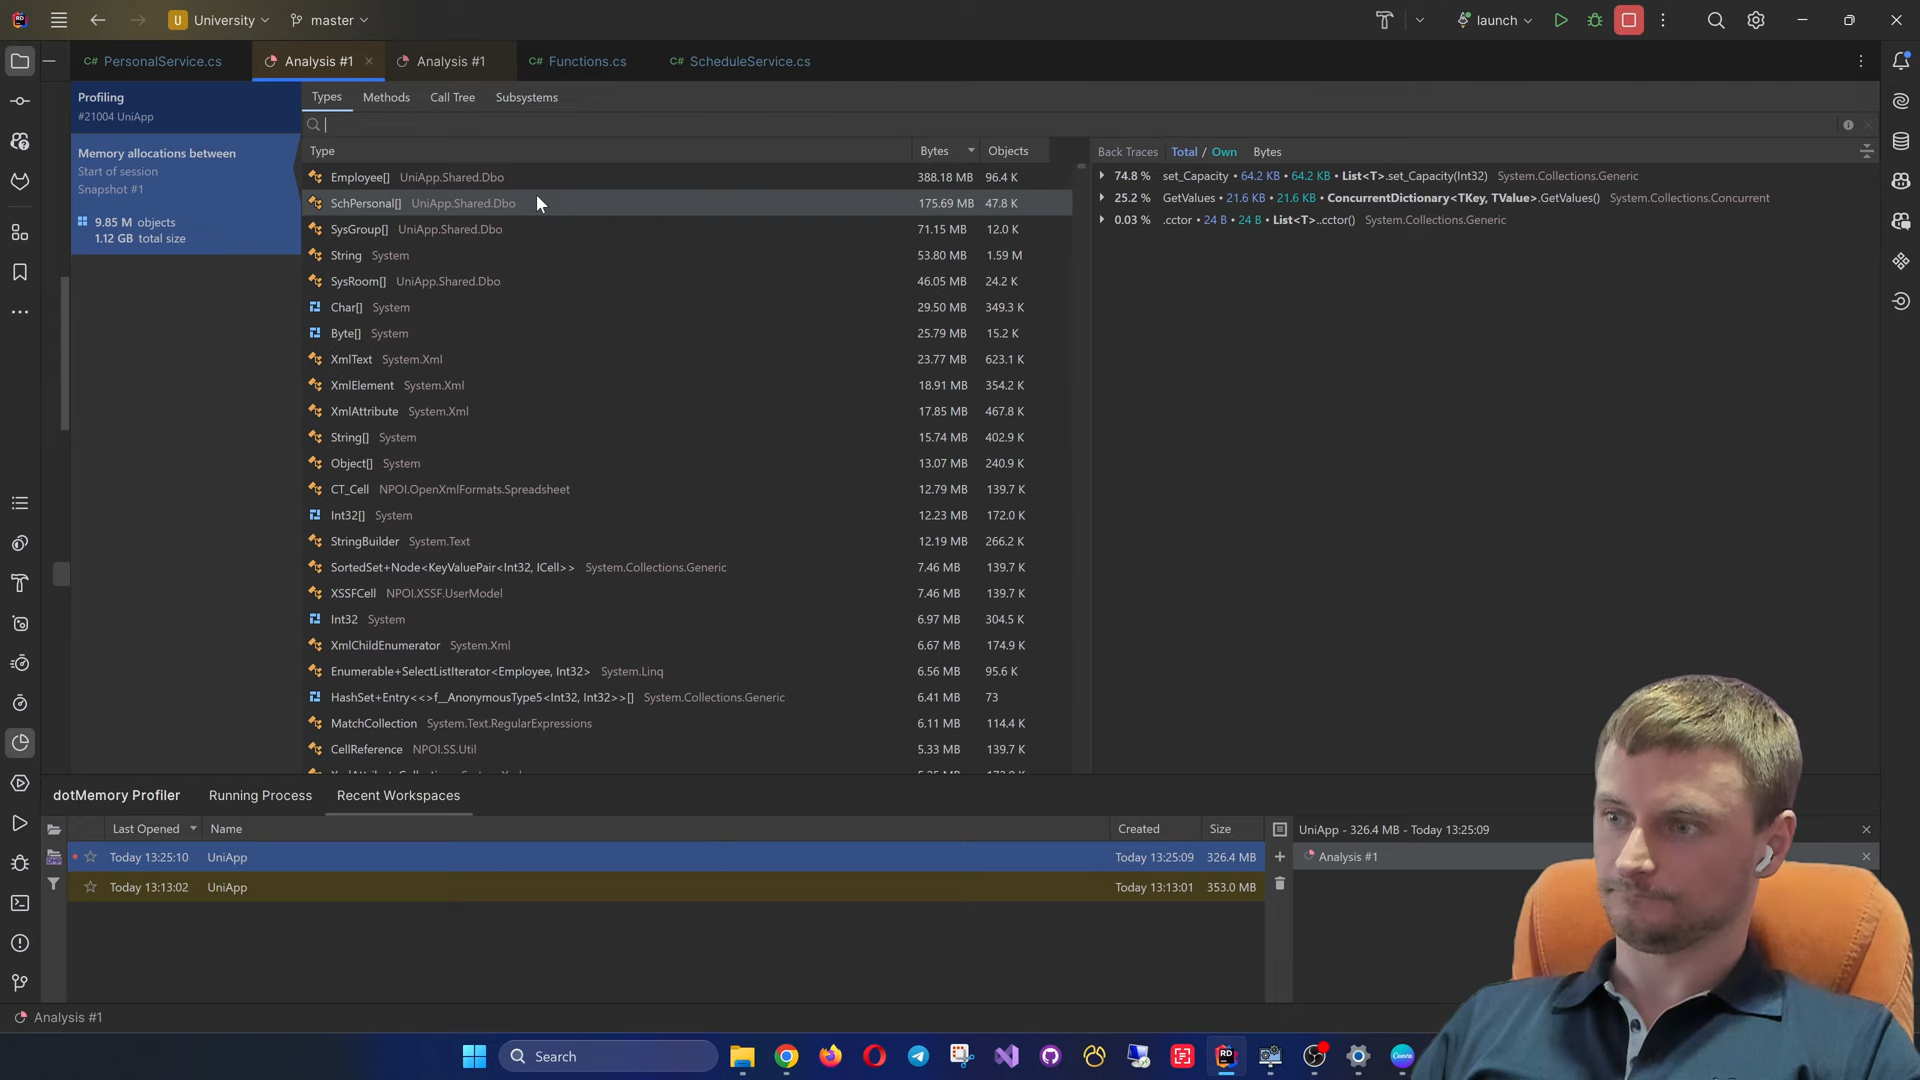 University
master
launch
PersonalService.cs
Analysis #1
Analysis #1
Functions.cs
ScheduleService.cs
Profiling
#21004 UniApp
Memory allocations between
Start of session
Snapshot #1
9.85 M objects
1.12 GB total size
Types Methods Call Tree Subsystems
Type Bytes Objects
Employee[] UniApp.Shared.Dbo 388.18 MB 96.4 K
SchPersonal[] UniApp.Shared.Dbo 175.69 MB 47.8 K
SysGroup[] UniApp.Shared.Dbo 71.15 MB 12.0 K
String System 53.80 MB 1.59 M
SysRoom[] UniApp.Shared.Dbo 46.05 MB 24.2 K
Char[] System 29.50 MB 349.3 K
Byte[] System 25.79 MB 15.2 K
XmlText System.Xml 23.77 MB 623.1 K
XmlElement System.Xml 18.91 MB 354.2 K
XmlAttribute System.Xml 17.85 MB 467.8 K
String[] System 15.74 MB 402.9 K
Object[] System 13.07 MB 240.9 K
CT_Cell NPOI.OpenXmlFormats.Spreadsheet 12.79 MB 139.7 K
Int32[] System 12.23 MB 172.0 K
StringBuilder System.Text 12.19 MB 266.2 K
SortedSet+Node<KeyValuePair<Int32, ICell>> System.Collections.Generic 7.46 MB 139.7 K
XSSFCell NPOI.XSSF.UserModel 7.46 MB 139.7 K
Int32 System 6.97 MB 304.5 K
XmlChildEnumerator System.Xml 6.67 MB 174.9 K
Enumerable+SelectListIterator<Employee, Int32> System.Linq 6.56 MB 95.6 K
HashSet+Entry<<>f__AnonymousType5<Int32, Int32>>[] System.Collections.Generic 6.41 MB 73
MatchCollection System.Text.RegularExpressions 6.11 MB 114.4 K
CellReference NPOI.SS.Util 5.33 MB 139.7 K
Back Traces Total / Own Bytes
74.8 % set_Capacity • 64.2 KB • 64.2 KB • List<T>.set_Capacity(Int32) System.Collections.Generic
25.2 % GetValues • 21.6 KB • 21.6 KB • ConcurrentDictionary<TKey, TValue>.GetValues() System.Collections.Concurrent
0.03 % .cctor • 24 B • 24 B • List<T>..cctor() System.Collections.Generic
dotMemory Profiler Running Process Recent Workspaces
Last Opened Name Created Size
Today 13:25:10 UniApp Today 13:25:09 326.4 MB
Today 13:13:02 UniApp Today 13:13:01 353.0 MB
UniApp - 326.4 MB - Today 13:25:09
Analysis #1
Analysis #1
Search